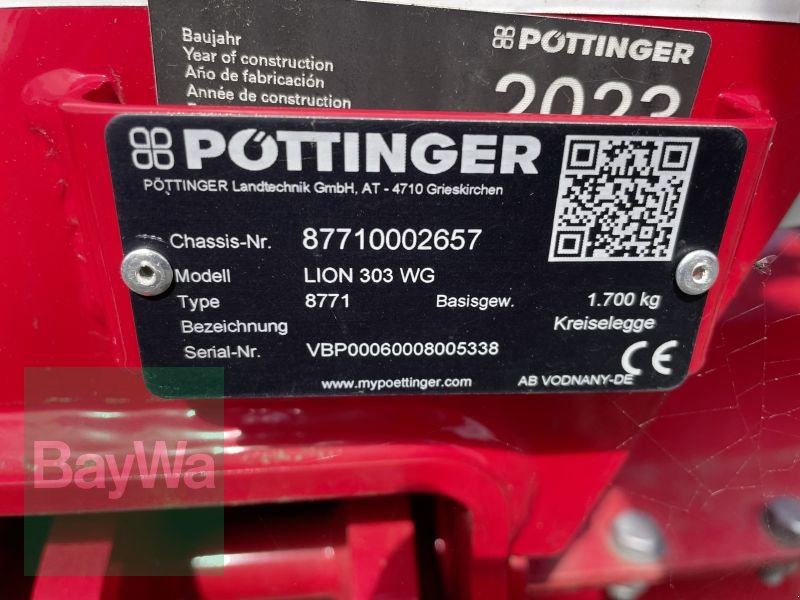 Baujahr
Year of construction
Año de fabricación
Année de construction
PÖTTINGER
2023
PÖTTINGER
PÖTTINGER Landtechnik GmbH, AT - 4710 Grieskirchen
Chassis-Nr. 87710002657
Modell LION 303 WG
Type 8771 Basisgew. 1.700 kg
Bezeichnung Kreiselegge
Serial-Nr. VBP00060008005338
CE
www.mypoettinger.com AB VODNANY-DE
BayWa